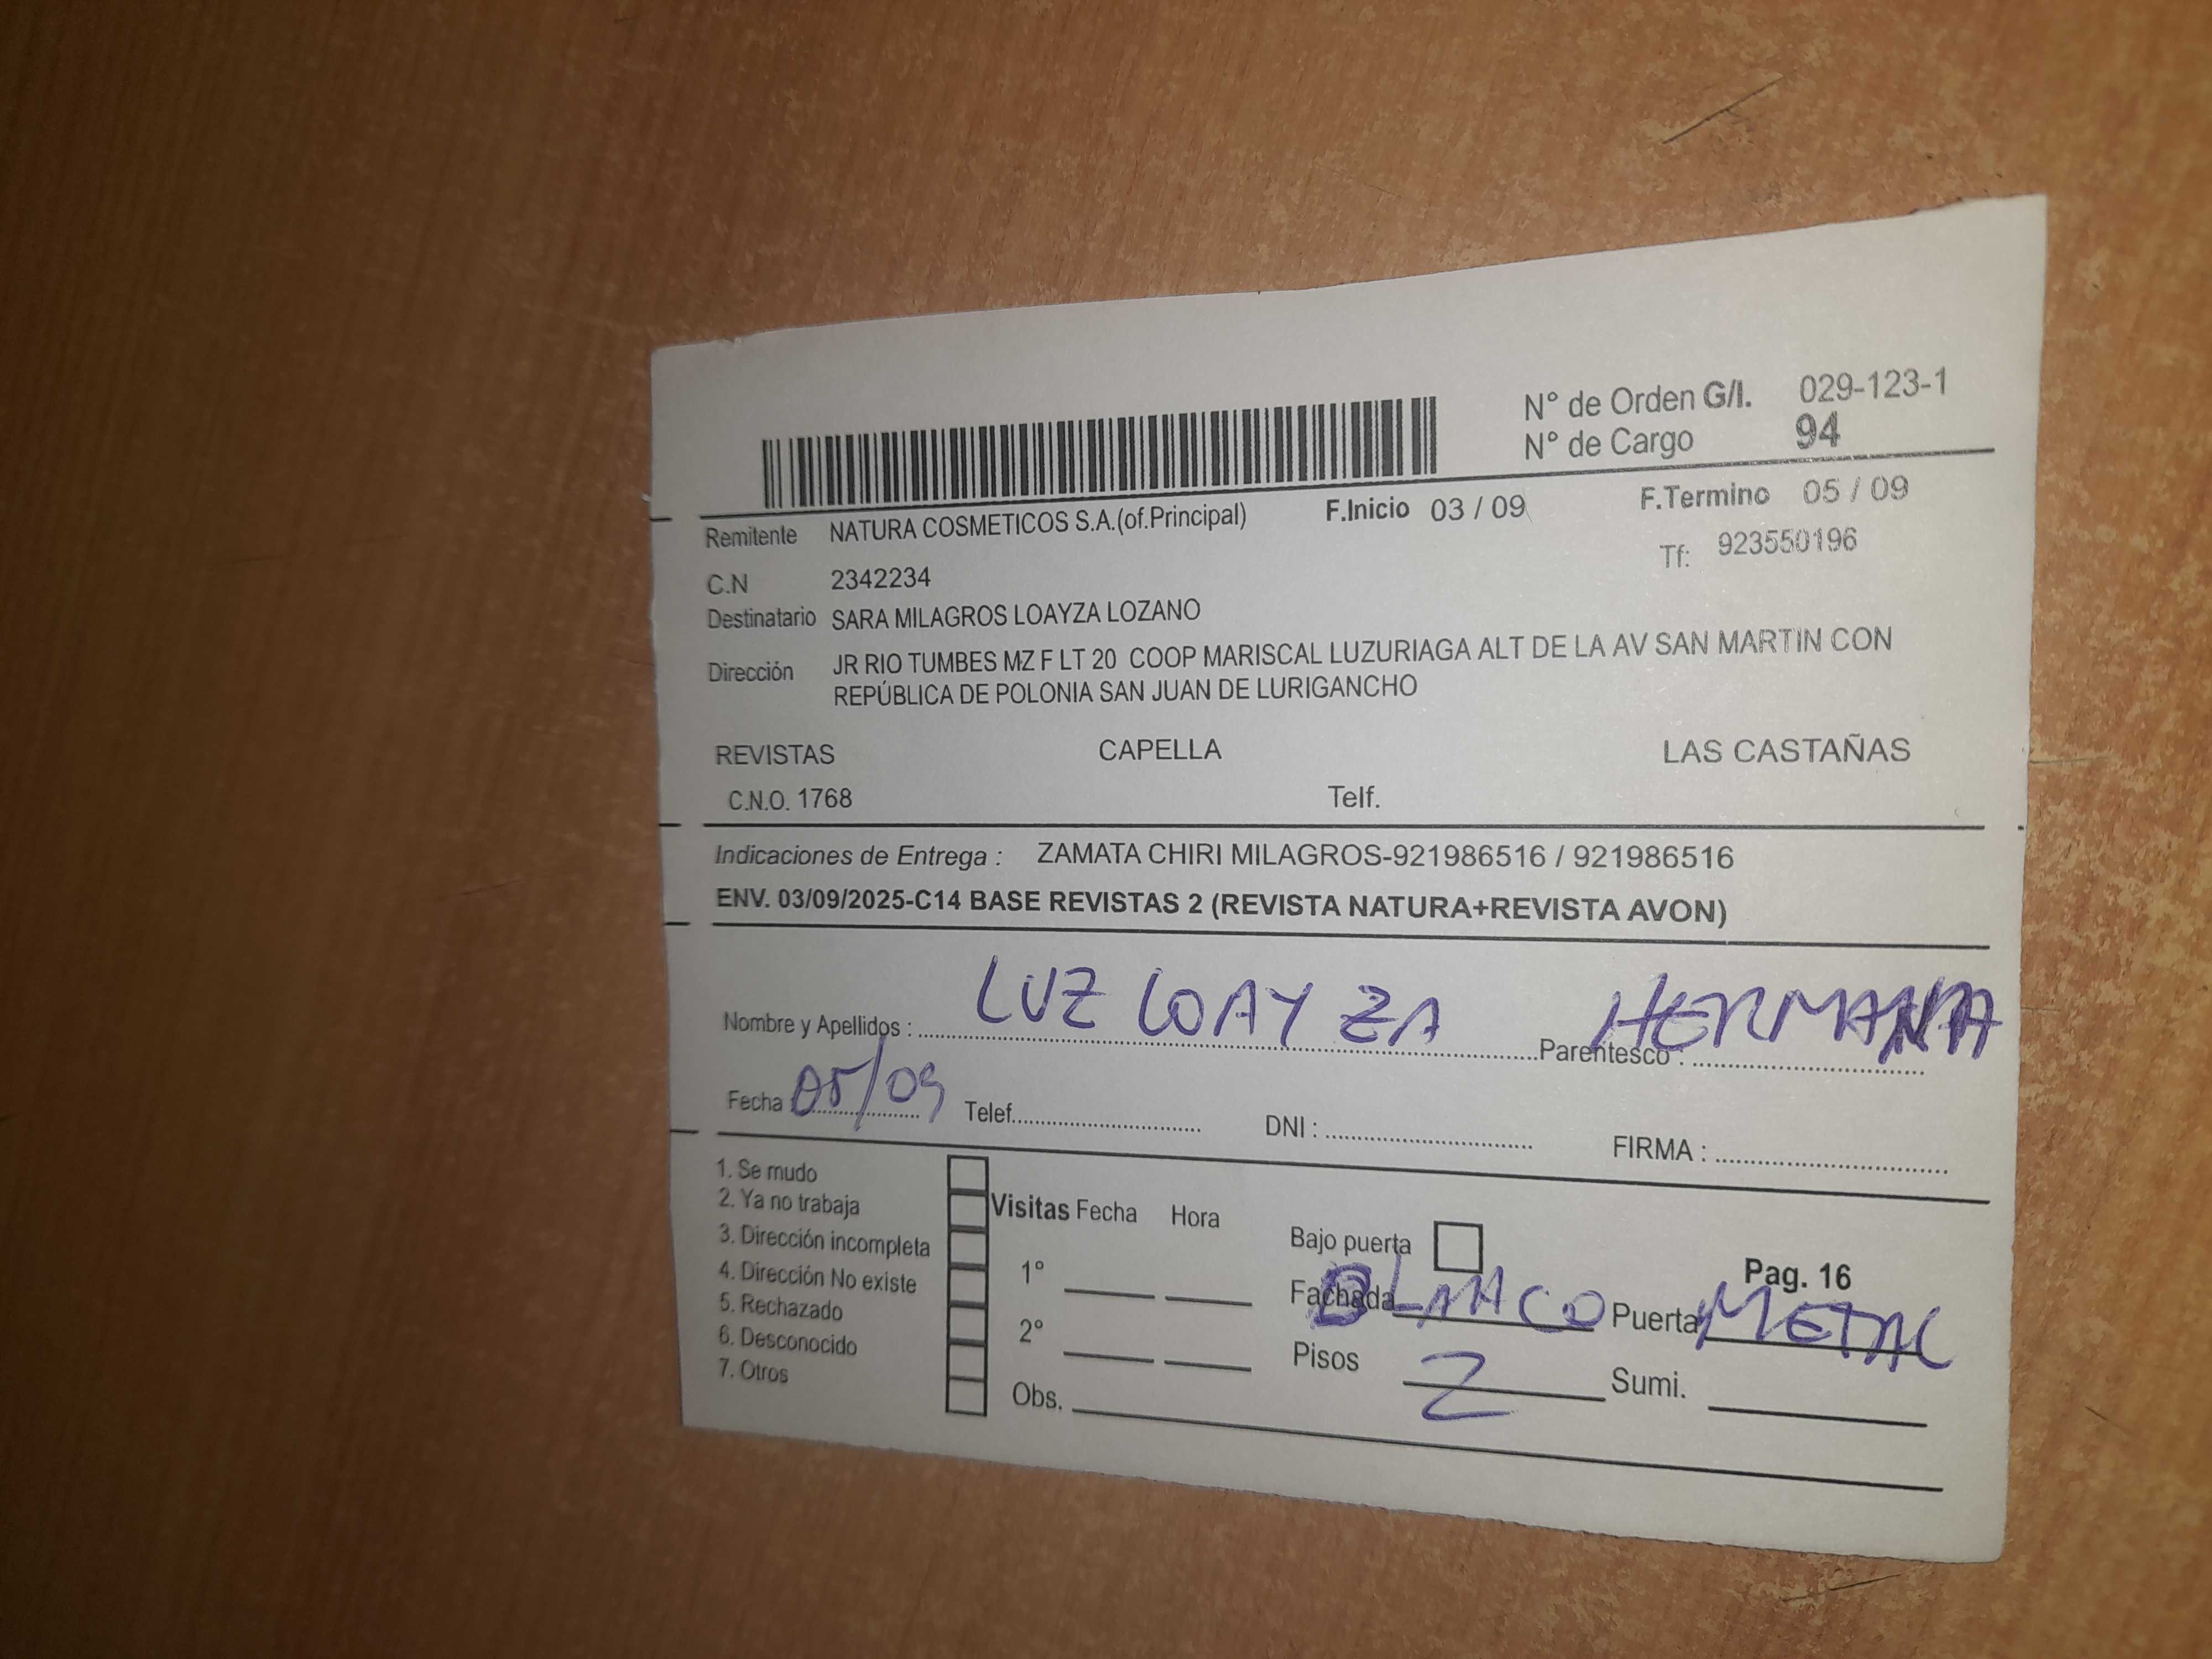 N° de Orden G/I. 029-123-1
N° de Cargo 94
Remitente NATURA COSMETICOS S.A.(of.Principal) F.Inicio 03 / 09 F.Termino 05 / 09
Tf: 923550196
C.N 2342234
Destinatario SARA MILAGROS LOAYZA LOZANO
Dirección JR RIO TUMBES MZ F LT 20 COOP MARISCAL LUZURIAGA ALT DE LA AV SAN MARTIN CON
REPÚBLICA DE POLONIA SAN JUAN DE LURIGANCHO
REVISTAS CAPELLA LAS CASTAÑAS
C.N.O. 1768 Telf.
Indicaciones de Entrega : ZAMATA CHIRI MILAGROS-921986516 / 921986516
ENV. 03/09/2025-C14 BASE REVISTAS 2 (REVISTA NATURA+REVISTA AVON)
Nombre y Apellidos : LUZ LOAYZA Parentesco : HERMANA
Fecha 05/09 Telef. DNI : FIRMA :
1. Se mudo
2. Ya no trabaja
3. Dirección incompleta
4. Dirección No existe
5. Rechazado
6. Desconocido
7. Otros
Visitas Fecha Hora
1°
2°
Obs.
Bajo puerta
Pag. 16
Fachada BLANCO Puerta METAL
Pisos 2 Sumi.